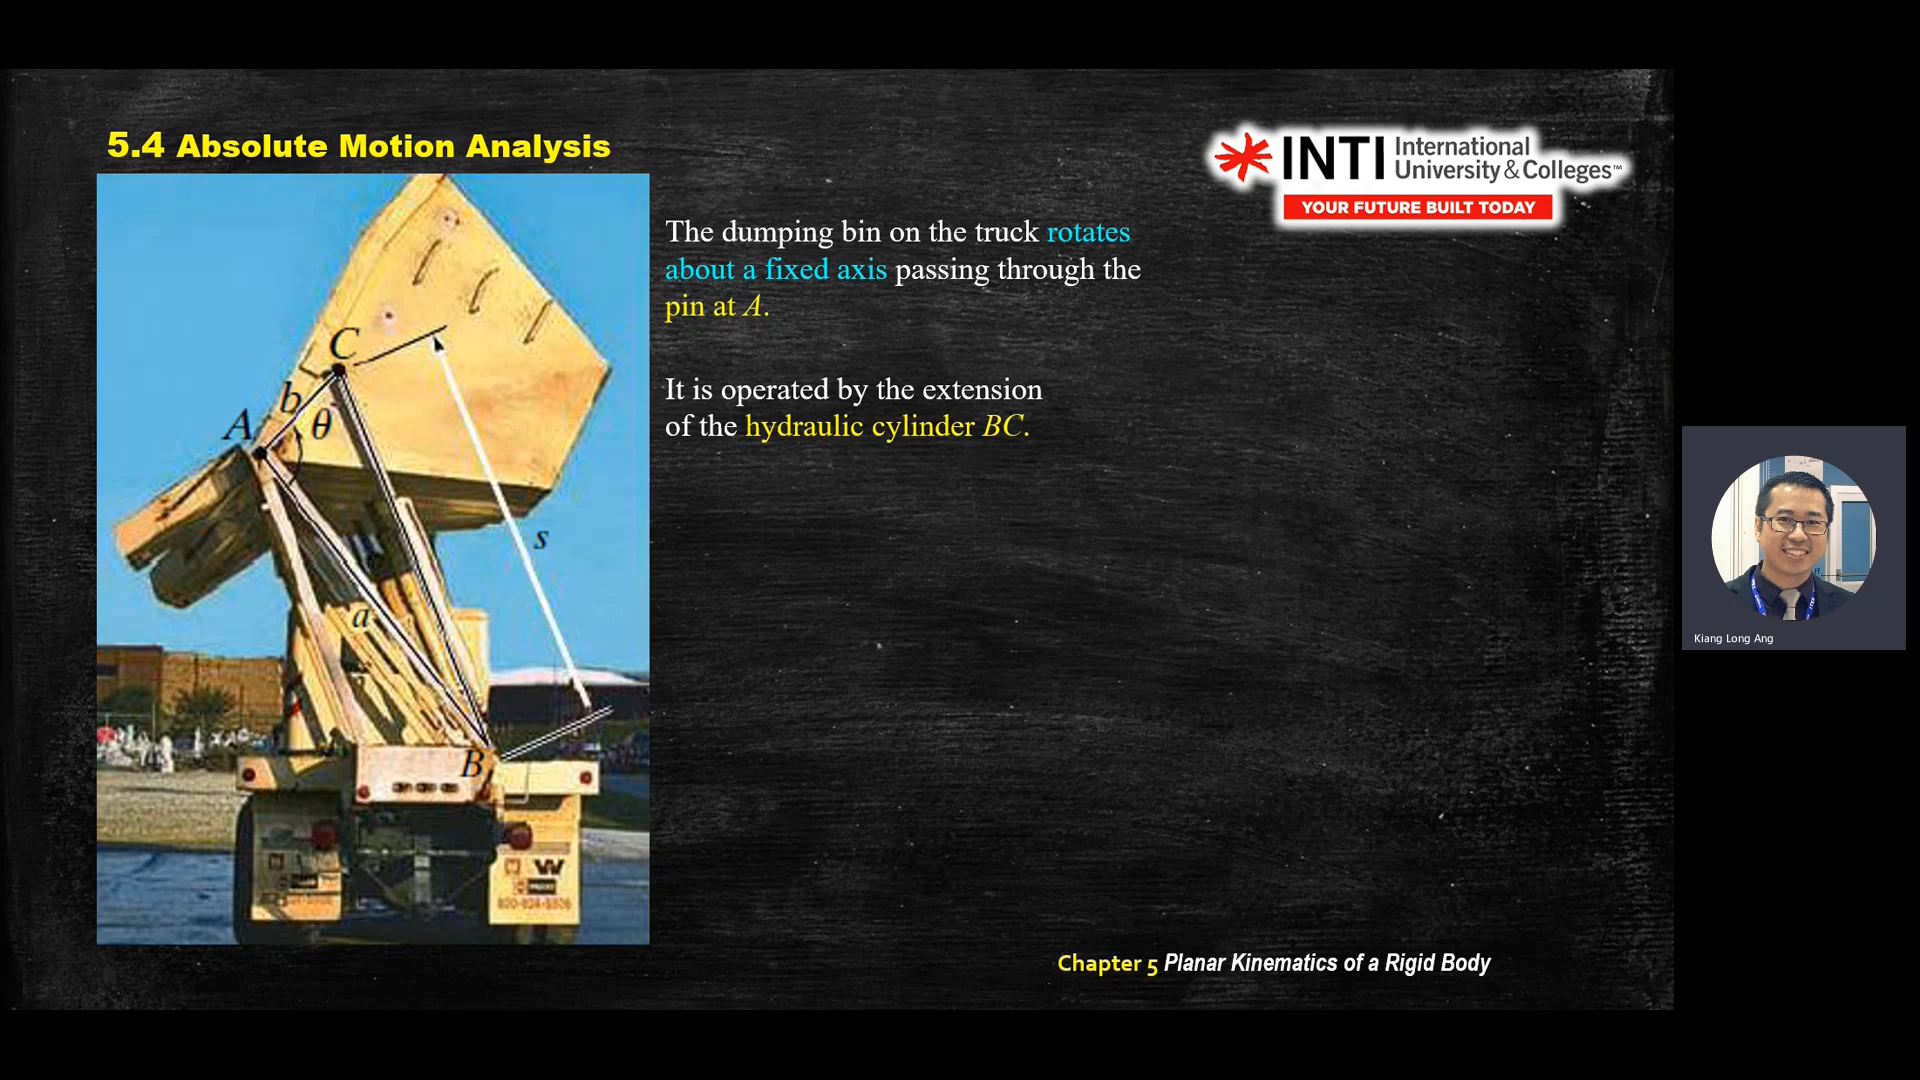 5.4 Absolute Motion Analysis
INTI International University & Colleges™
YOUR FUTURE BUILT TODAY
The dumping bin on the truck rotates
about a fixed axis passing through the
pin at A.
It is operated by the extension
of the hydraulic cylinder BC.
C
b
A
θ
s
a
B
W
Kiang Long Ang
Chapter 5 Planar Kinematics of a Rigid Body